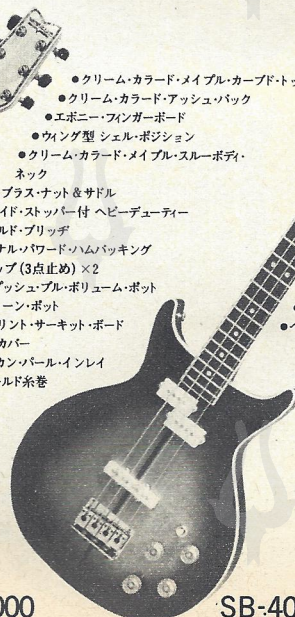 ●クリーム・カラード・メイプル・カーブド・トッ
●クリーム・カラード・アッシュ・バック
●エボニー・フィンガーボード
●ウィング型 シェル・ポジション
●クリーム・カラード・メイプル・スルーボディ・
ネック
ブラス・ナット&サドル
イド・ストッパー付 ヘビーデューティー
ルド・ブリッヂ
ナル・パワード・ハムバッキング
ップ(3点止め)×2
プッシュ・プル・ボリューム・ポット
ーン・ポット
リント・サーキット・ボード
カバー
カン・パール・インレイ
ールド糸巻
000
SB-40